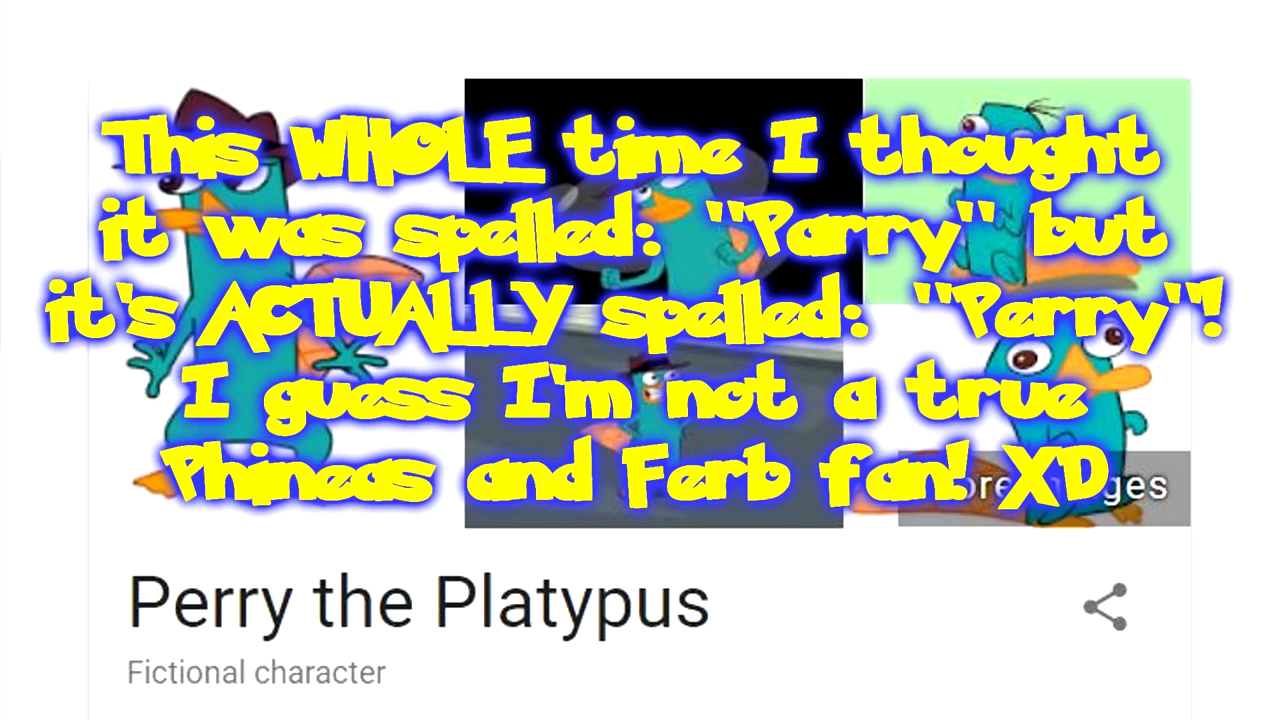 This WHOLE time I thought
it was spelled: "Parry" but
it's ACTUALLY spelled: "Perry"!
I guess I'm not a true
Phineas and Ferb fan! XD
Perry the Platypus
Fictional character